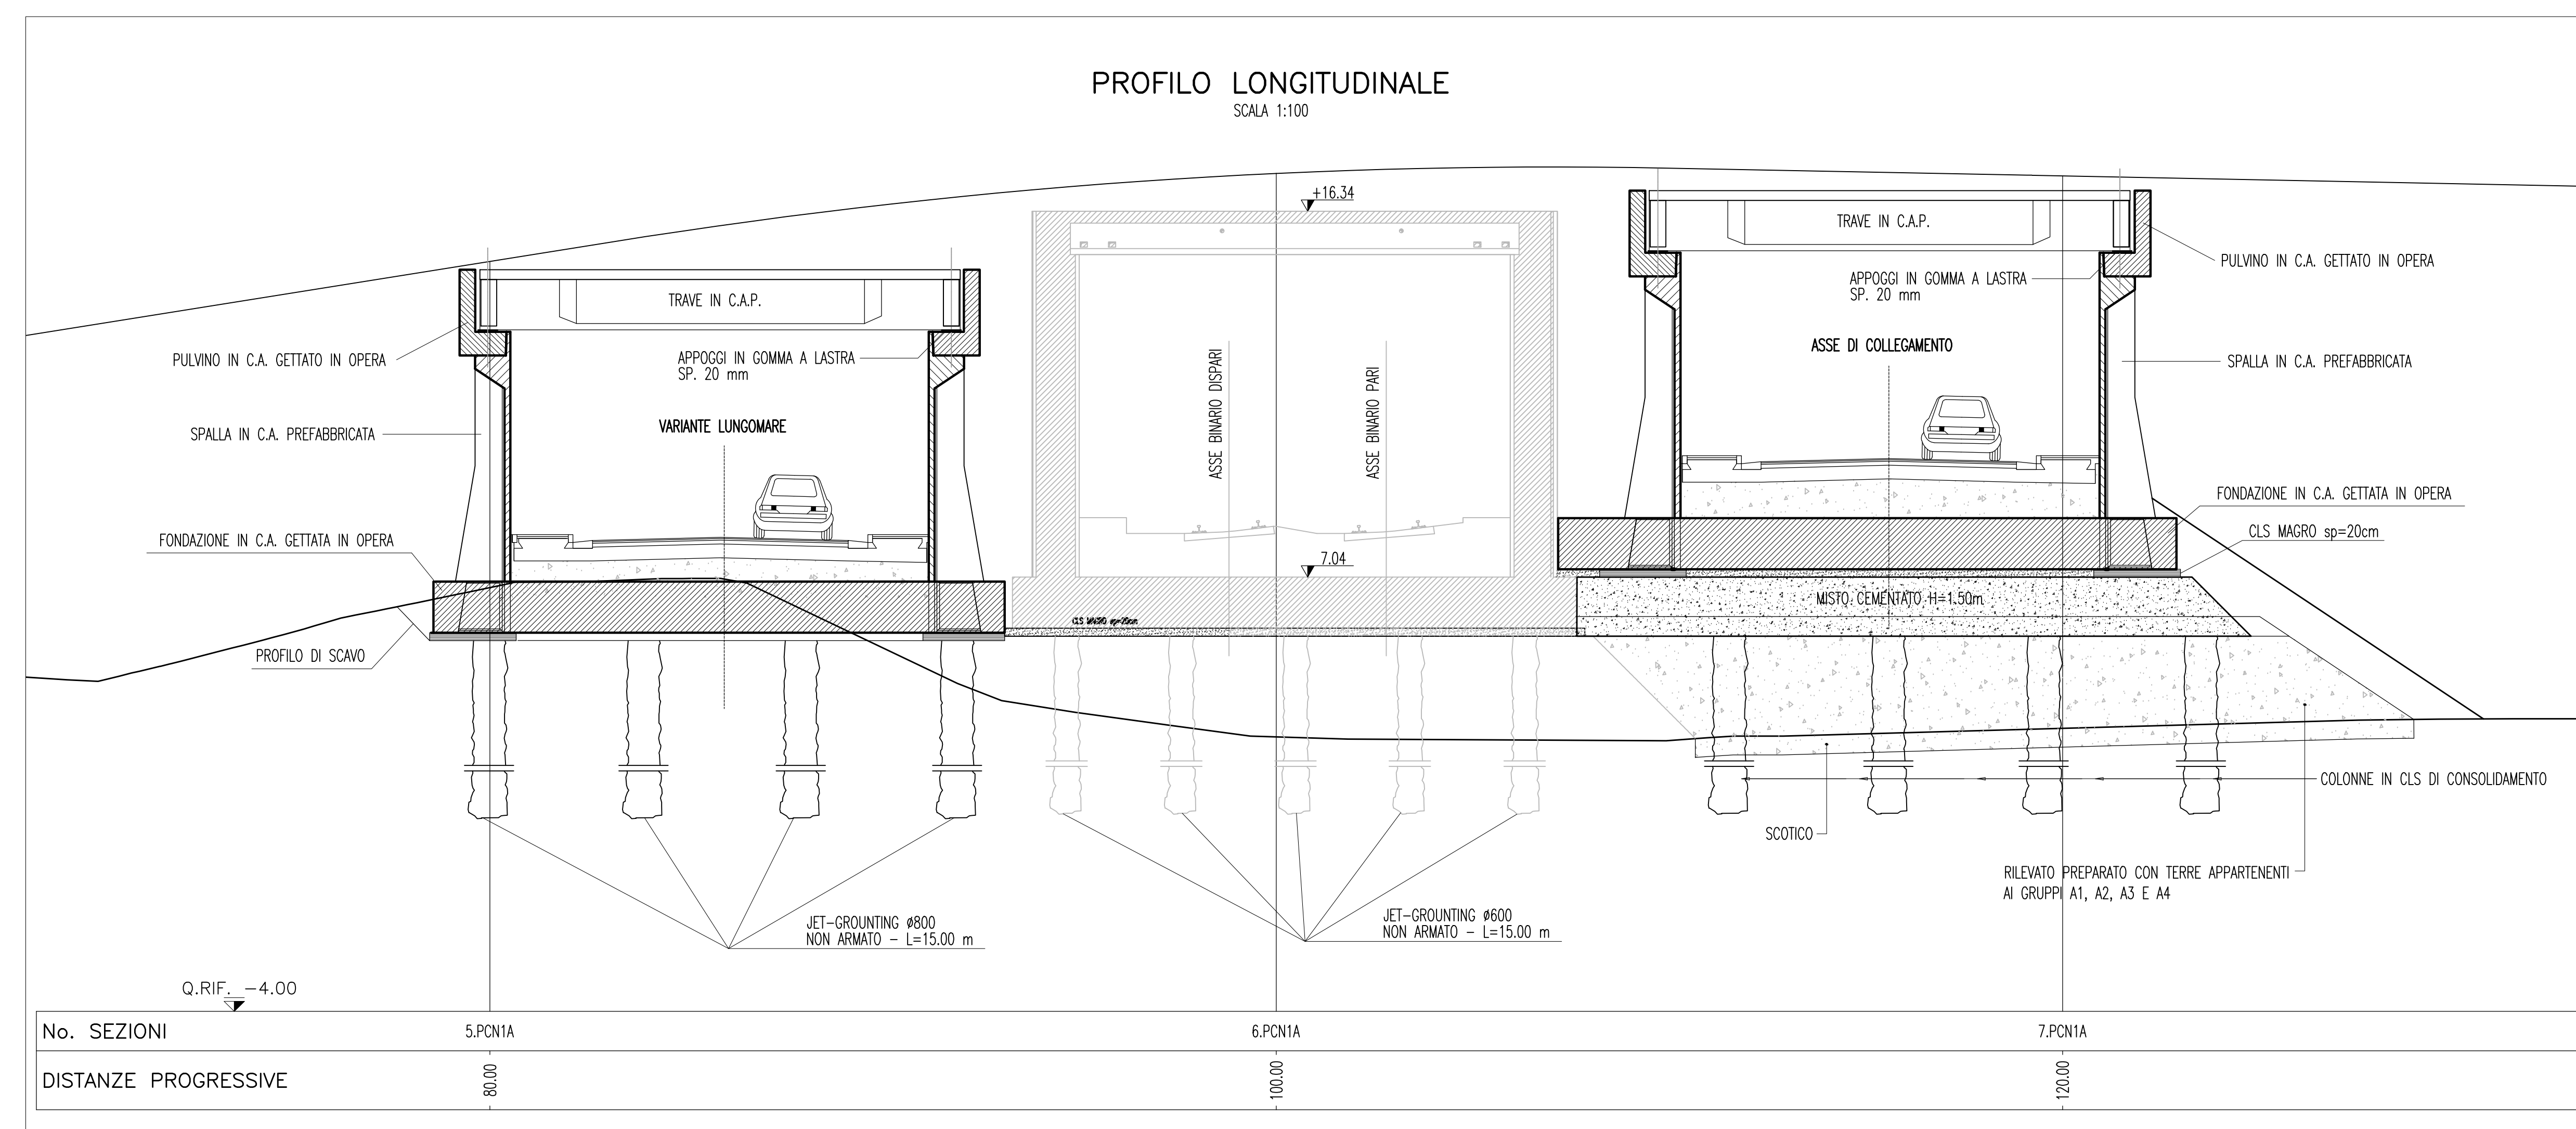 PROFILO LONGITUDINALE
SCALA 1:100
+16.34
TRAVE IN C.A.P.
PULVINO IN C.A. GETTATO IN OPERA
APPOGGI IN GOMMA A LASTRA
SP. 20 mm
TRAVE IN C.A.P.
ASSE DI COLLEGAMENTO
PULVINO IN C.A. GETTATO IN OPERA
APPOGGI IN GOMMA A LASTRA
SP. 20 mm
SPALLA IN C.A. PREFABBRICATA
ASSE BINARIO DISPARI
ASSE BINARIO PARI
VARIANTE LUNGOMARE
SPALLA IN C.A. PREFABBRICATA
FONDAZIONE IN C.A. GETTATA IN OPERA
CLS MAGRO sp=20cm
FONDAZIONE IN C.A. GETTATA IN OPERA
7.04
MISTO CEMENTATO H=1.50m
CLS MAGRO sp=20cm
PROFILO DI SCAVO
COLONNE IN CLS DI CONSOLIDAMENTO
SCOTICO
RILEVATO PREPARATO CON TERRE APPARTENENTI
AI GRUPPI A1, A2, A3 E A4
JET-GROUNTING ø800
NON ARMATO - L=15.00 m
JET-GROUNTING ø600
NON ARMATO - L=15.00 m
Q.RIF. -4.00
No. SEZIONI
5.PCN1A
6.PCN1A
7.PCN1A
DISTANZE PROGRESSIVE
80.00
100.00
120.00